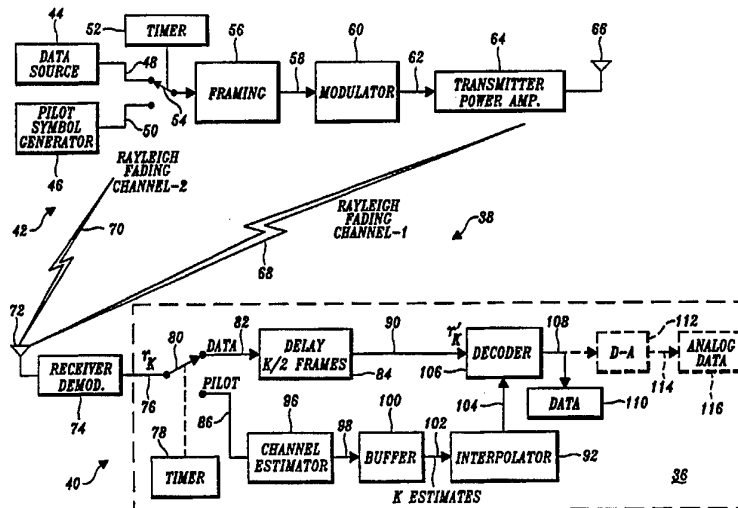 44
52
TIMER
56
60
64
66
DATA
SOURCE
48
FRAMING
58
MODULATOR
62
TRANSMITTER
POWER AMP.
54
50
PILOT
SYMBOL
GENERATOR
46
RAYLEIGH
FADING
CHANNEL-2
42
70
RAYLEIGH
FADING
CHANNEL-1
38
68
72
RECEIVER
DEMOD.
74
rK
76
80
DATA
82
DELAY
K/2 FRAMES
84
90
r'K
DECODER
106
108
112
D-A
114
ANALOG
DATA
116
DATA
110
PILOT
86
96
100
102
104
78
TIMER
CHANNEL
ESTIMATOR
98
BUFFER
INTERPOLATOR
92
K ESTIMATES
40
36